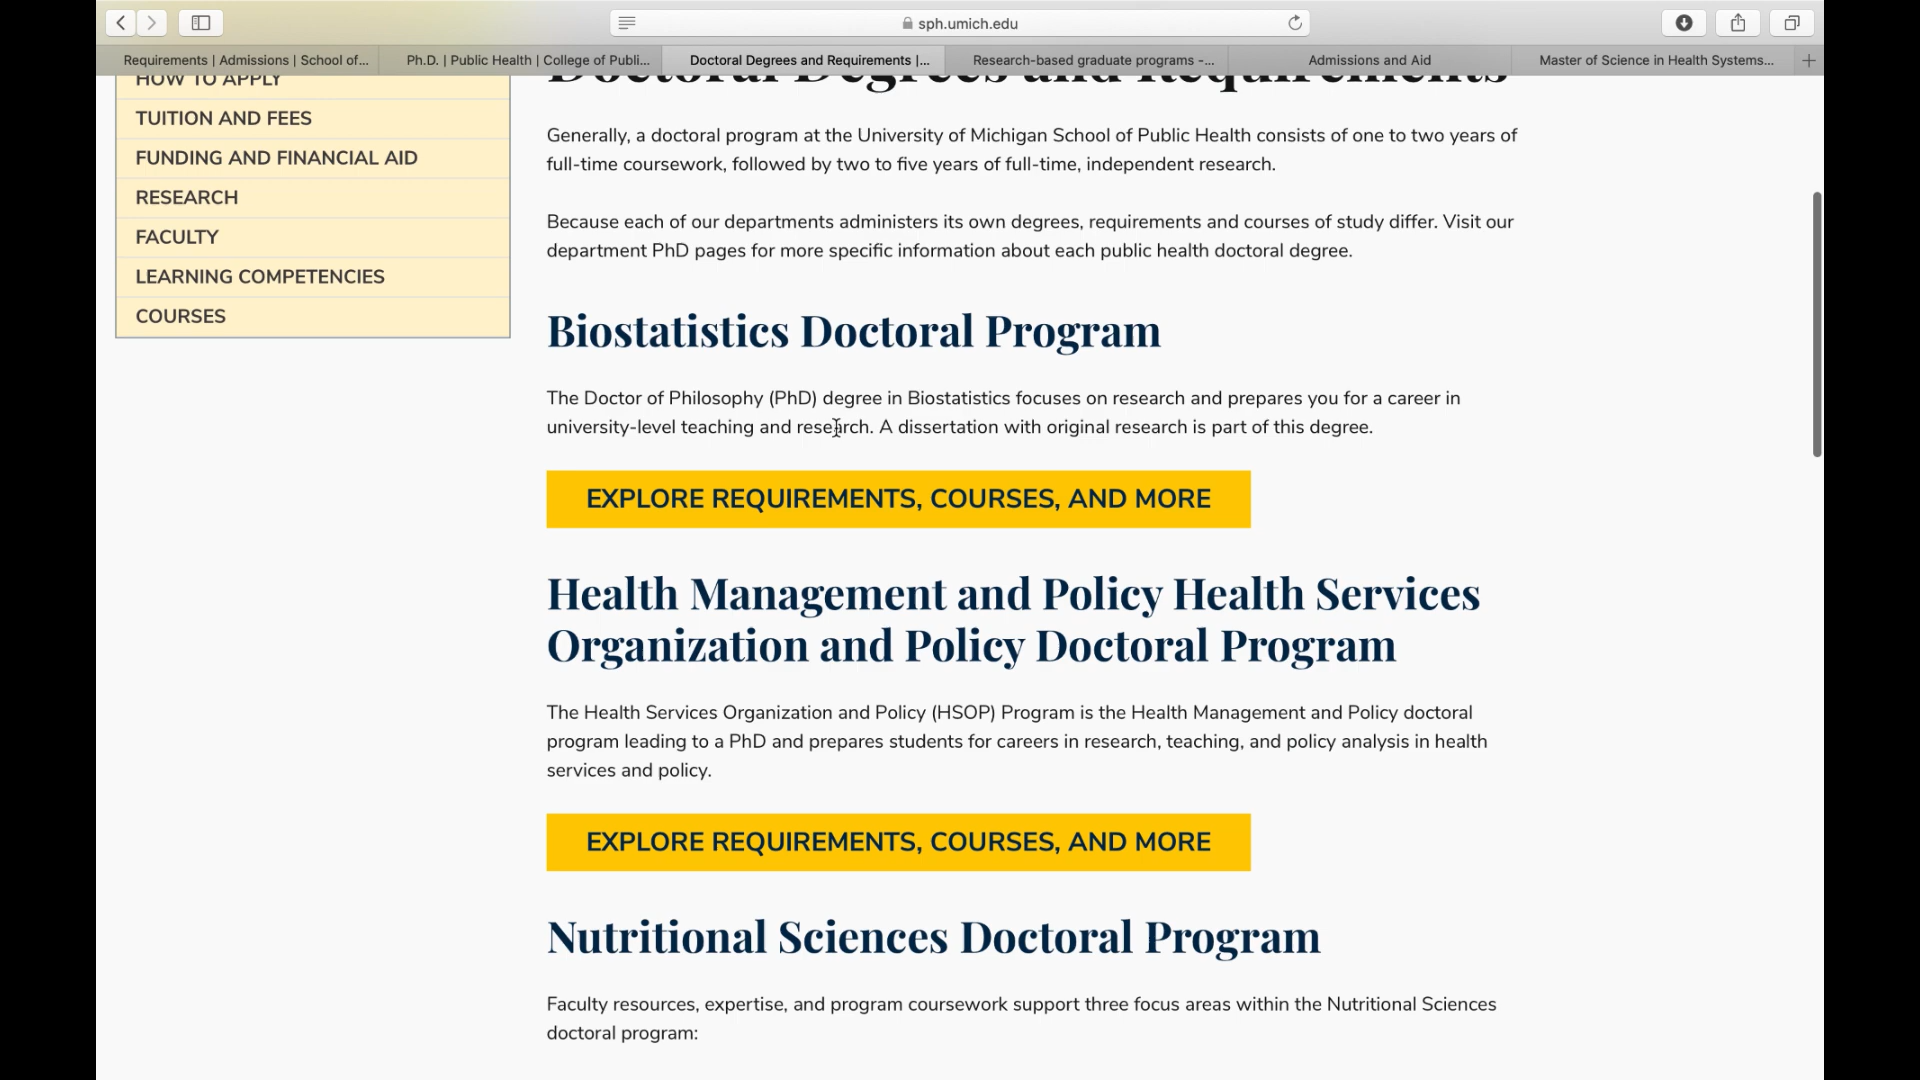 sph.umich.edu
Requirements | Admissions | School of...
Ph.D. | Public Health | College of Publi...
Doctoral Degrees and Requirements |...
Research-based graduate programs -...
Admissions and Aid
Master of Science in Health Systems...
HOW TO APPLY
TUITION AND FEES
FUNDING AND FINANCIAL AID
RESEARCH
FACULTY
LEARNING COMPETENCIES
COURSES
Doctoral Degrees and Requirements
Generally, a doctoral program at the University of Michigan School of Public Health consists of one to two years of
full-time coursework, followed by two to five years of full-time, independent research.
Because each of our departments administers its own degrees, requirements and courses of study differ. Visit our
department PhD pages for more specific information about each public health doctoral degree.
Biostatistics Doctoral Program
The Doctor of Philosophy (PhD) degree in Biostatistics focuses on research and prepares you for a career in
university-level teaching and research. A dissertation with original research is part of this degree.
EXPLORE REQUIREMENTS, COURSES, AND MORE
Health Management and Policy Health Services
Organization and Policy Doctoral Program
The Health Services Organization and Policy (HSOP) Program is the Health Management and Policy doctoral
program leading to a PhD and prepares students for careers in research, teaching, and policy analysis in health
services and policy.
EXPLORE REQUIREMENTS, COURSES, AND MORE
Nutritional Sciences Doctoral Program
Faculty resources, expertise, and program coursework support three focus areas within the Nutritional Sciences
doctoral program: